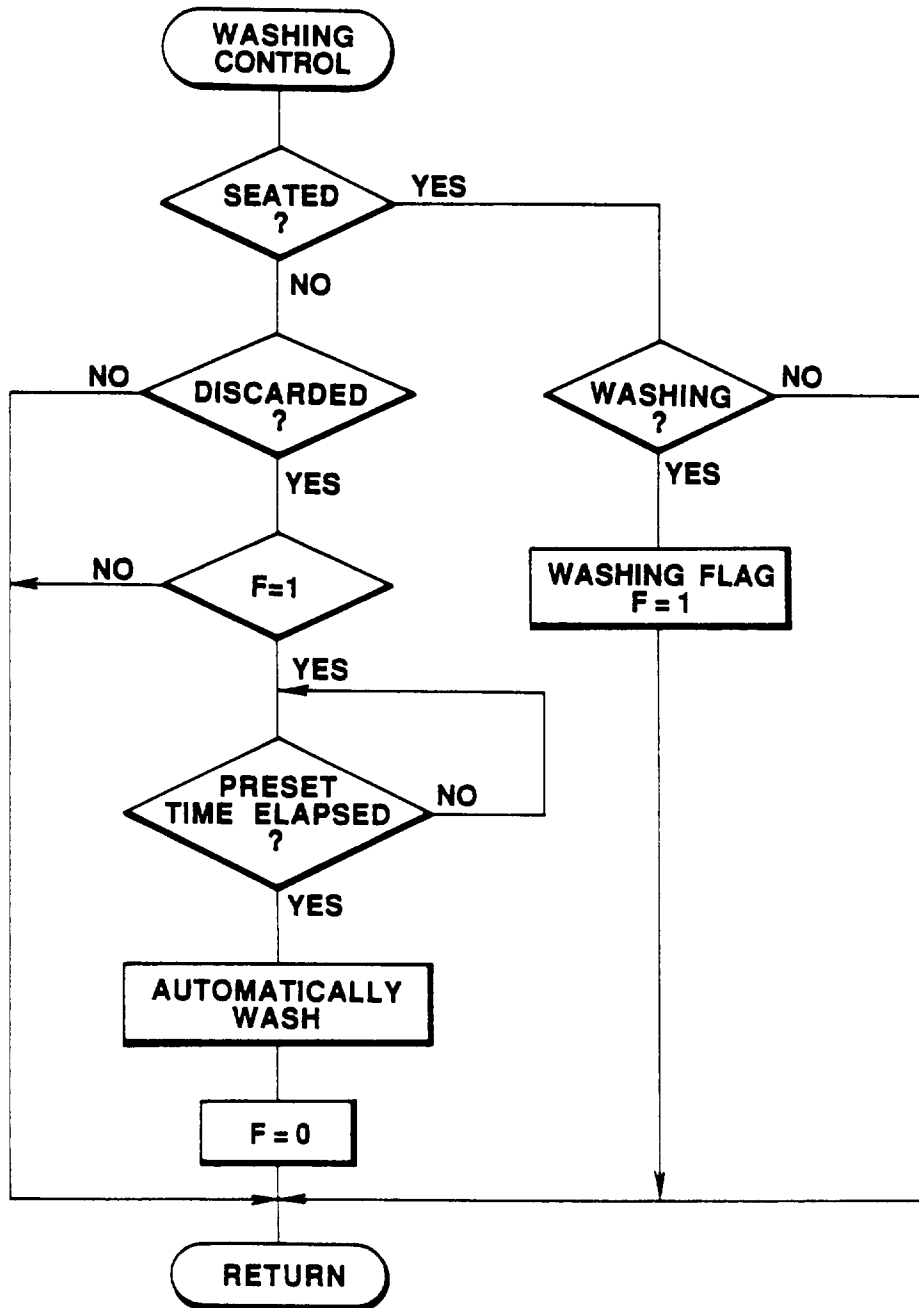 WASHING
CONTROL
SEATED
?
YES
NO
DISCARDED
?
NO
YES
WASHING
?
NO
YES
F=1
NO
YES
WASHING FLAG
F = 1
PRESET
TIME ELAPSED
?
NO
YES
AUTOMATICALLY
WASH
F = 0
RETURN